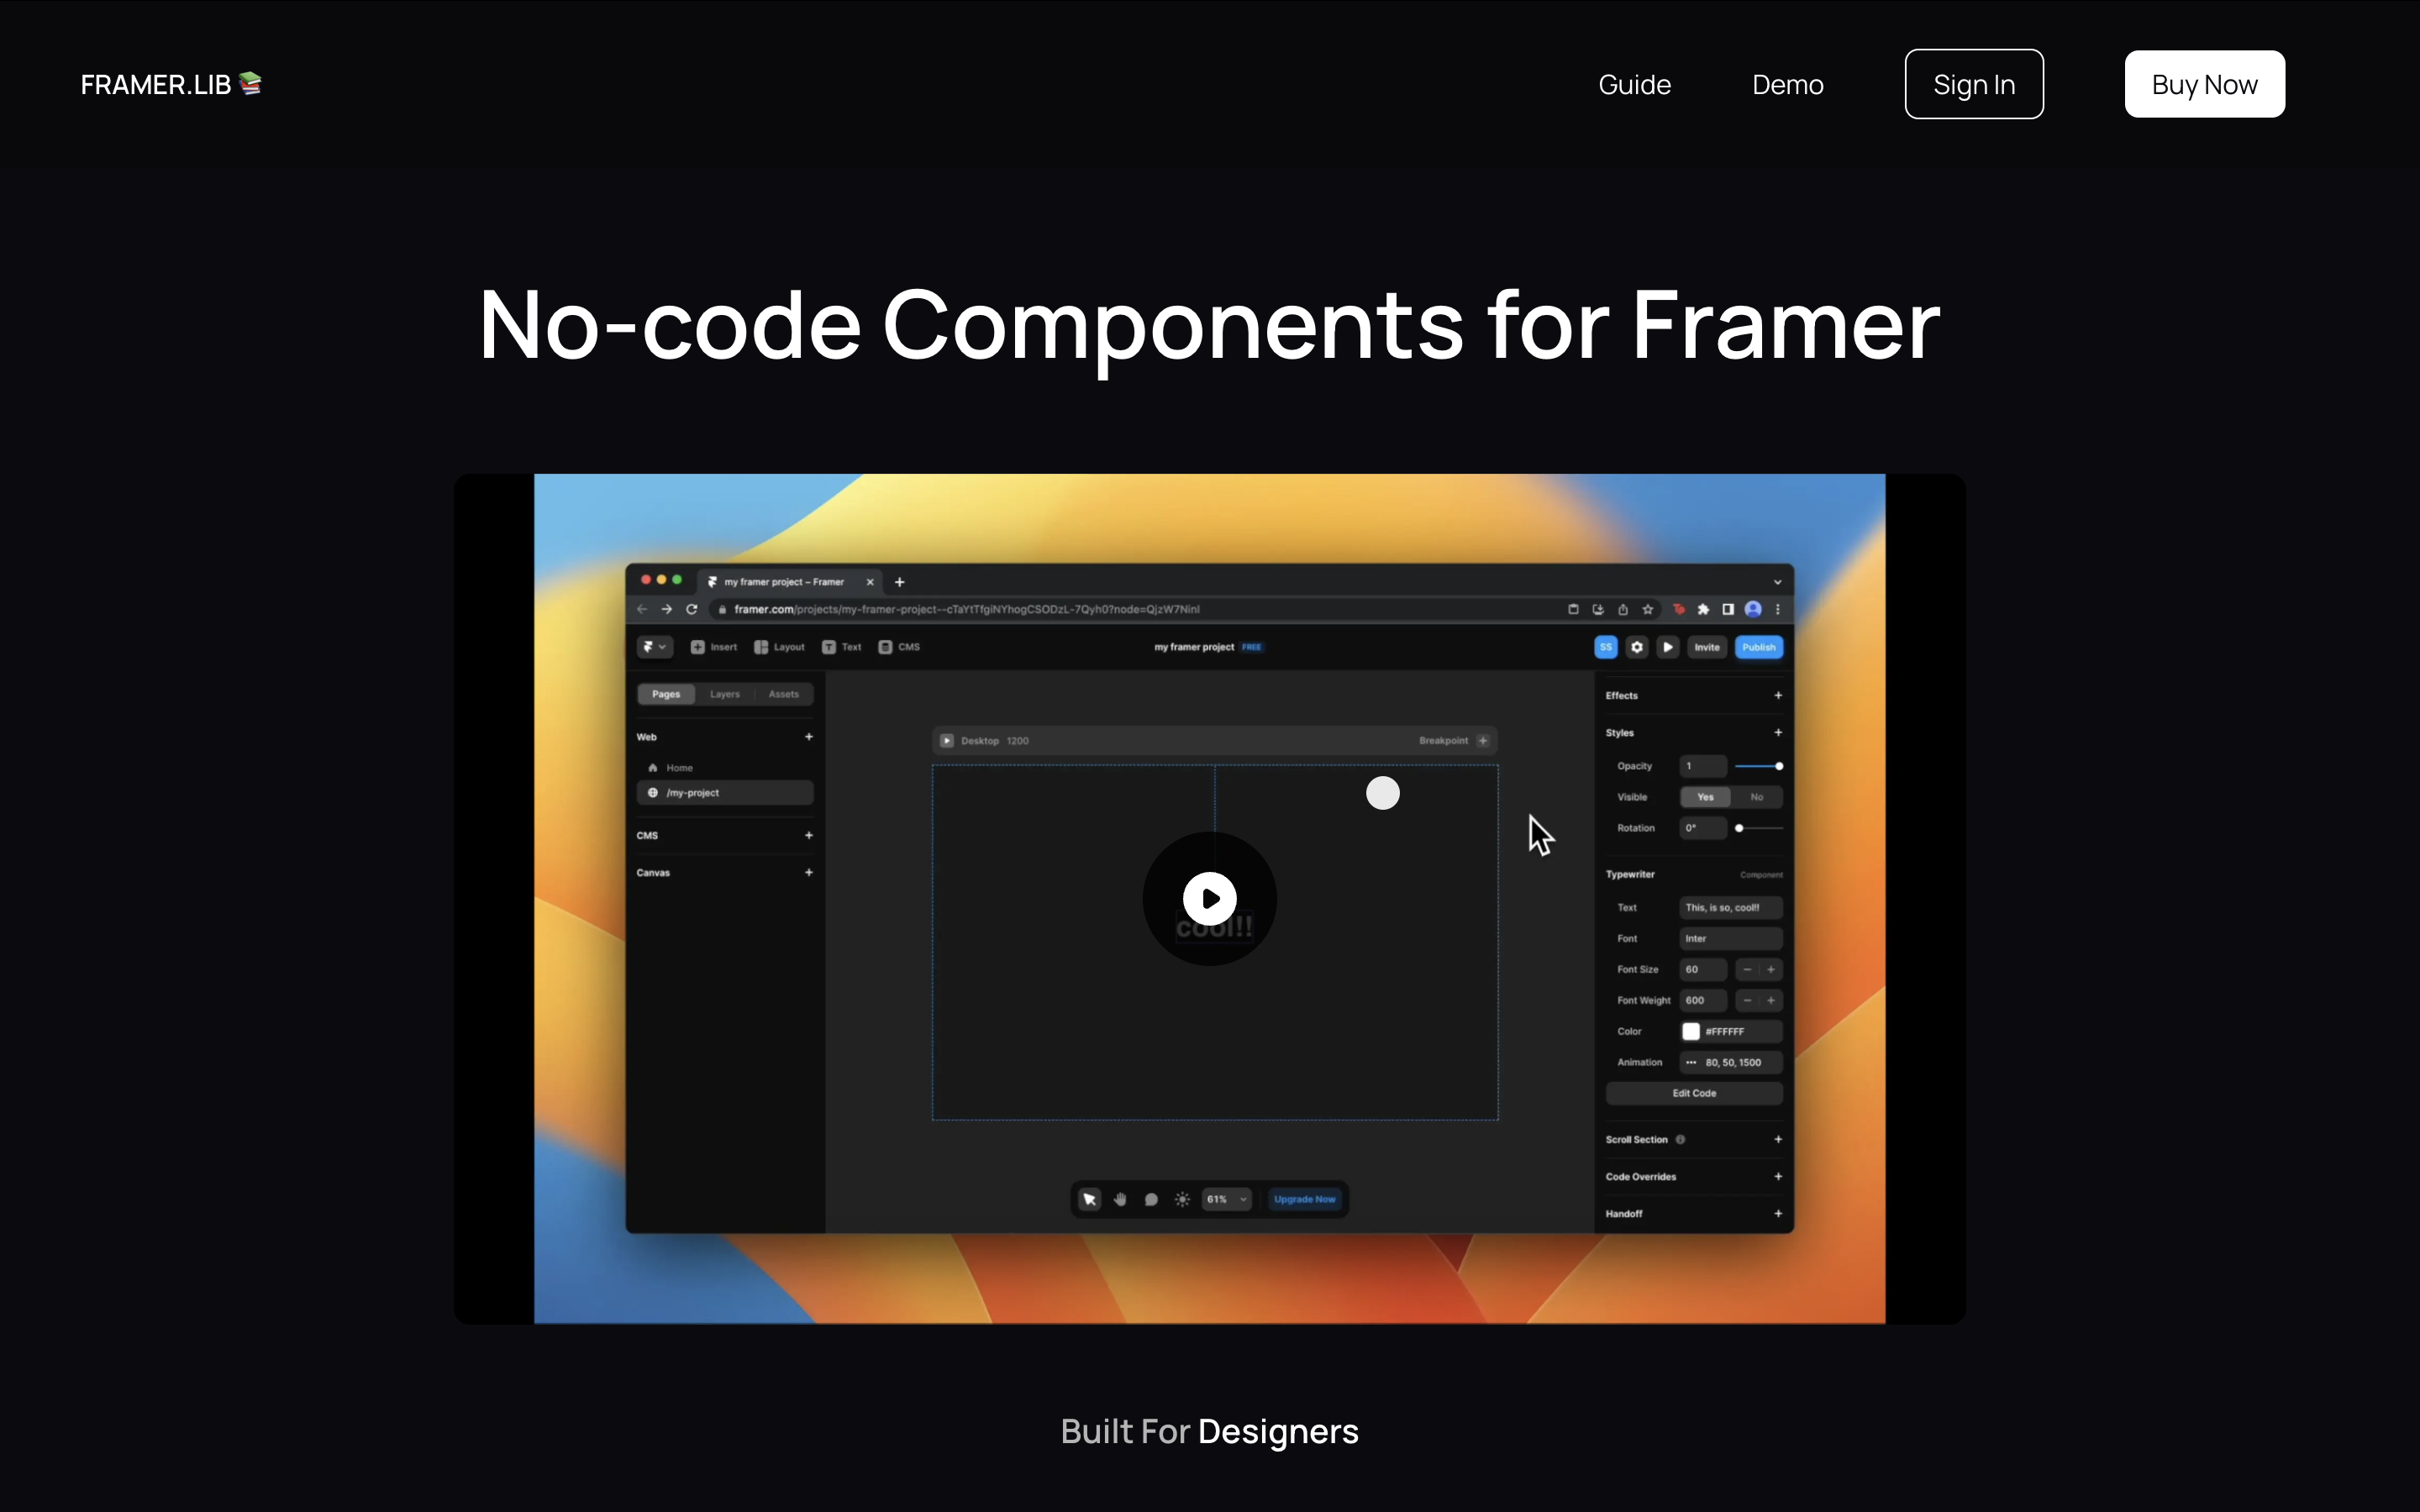 FRAMER.LIB
Guide
Demo
Sign In
Buy Now
No-code Components for Framer
my framer project – Framer
framer.com/projects/my-framer-project--cTaYtTfgiNYhogCSODzL-7Qyh0?node=QjzW7NinI
Insert
Layout
Text
CMS
my framer project FREE
SS
Invite
Publish
Pages
Layers
Assets
Web
Home
/my-project
CMS
Canvas
Desktop 1200
Breakpoint
cool!!
61%
Upgrade Now
Effects
Styles
Opacity 1
Visible Yes No
Rotation 0°
Typewriter Component
Text This, is so, cool!!
Font Inter
Font Size 60
Font Weight 600
Color #FFFFFF
Animation 80, 50, 1500
Edit Code
Scroll Section
Code Overrides
Handoff
Built For Designers